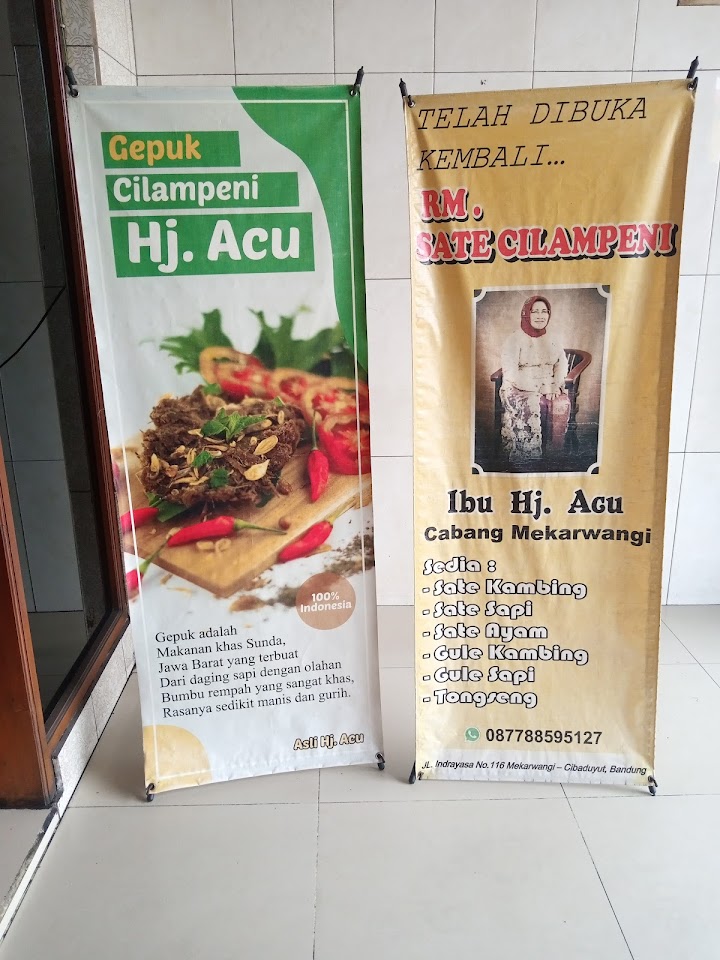 Gepuk
Cilampeni
Hj. Acu
100%
Indonesia
Gepuk adalah
Makanan khas Sunda,
Jawa Barat yang terbuat
Dari daging sapi dengan olahan
Bumbu rempah yang sangat khas,
Rasanya sedikit manis dan gurih.
Asli Hj. Acu
TELAH DIBUKA
KEMBALI...
RM.
SATE CILAMPENI
Ibu Hj. Acu
Cabang Mekarwangi
Sedia :
- Sate Kambing
- Sate Sapi
- Sate Ayam
- Gule Kambing
- Gule Sapi
- Tongseng
087788595127
JL. Indrayasa No.116 Mekarwangi – Cibaduyut, Bandung